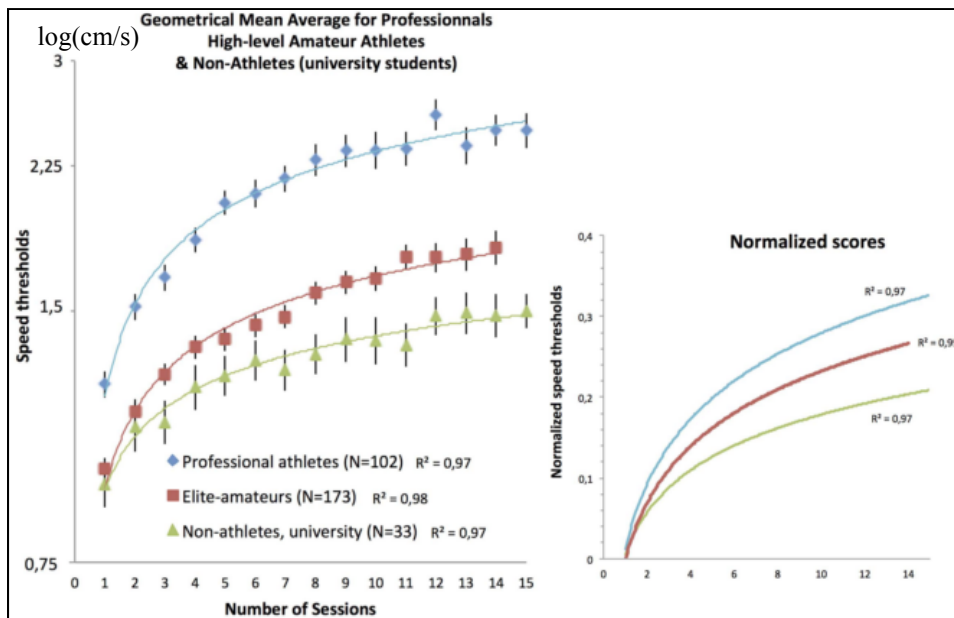 log(cm/s)
Geometrical Mean Average for Professionnals
High-level Amateur Athletes
& Non-Athletes (university students)
3
2,25
1,5
0,75
Speed thresholds
Professional athletes (N=102) R² = 0,97
Elite-amateurs (N=173) R² = 0,98
Non-athletes, university (N=33) R² = 0,97
0 1 2 3 4 5 6 7 8 9 10 11 12 13 14 15
Number of Sessions
Normalized scores
0,4
0,3
0,2
0,1
0
Normalized speed thresholds
R² = 0,97
R² = 0,99
R² = 0,97
0 2 4 6 8 10 12 14